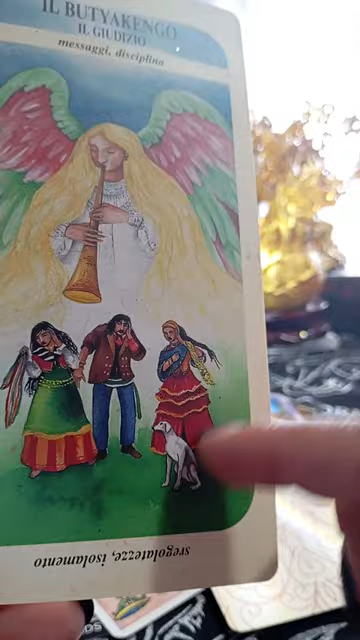 IL BUTYAKENGO
IL GIUDIZIO
messaggi, disciplina
sregolatezze, isolamento